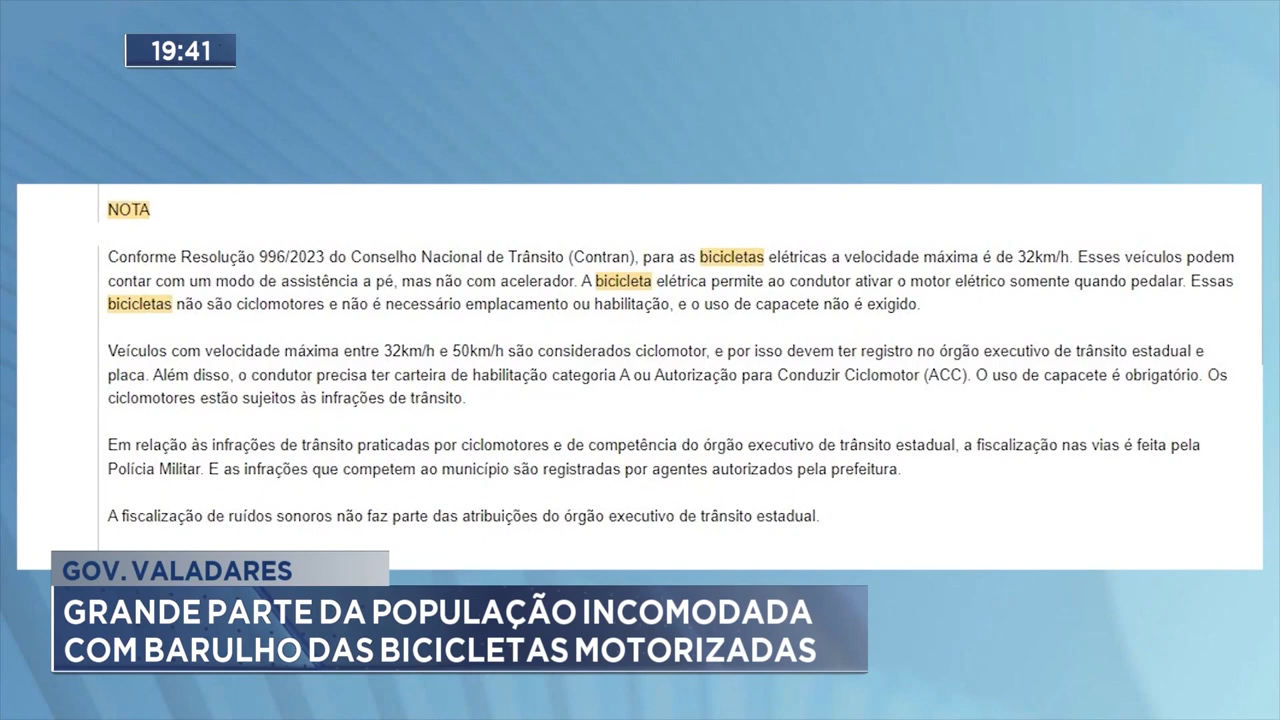 19:41
NOTA
Conforme Resolução 996/2023 do Conselho Nacional de Trânsito (Contran), para as bicicletas elétricas a velocidade máxima é de 32km/h. Esses veículos podem
contar com um modo de assistência a pé, mas não com acelerador. A bicicleta elétrica permite ao condutor ativar o motor elétrico somente quando pedalar. Essas
bicicletas não são ciclomotores e não é necessário emplacamento ou habilitação, e o uso de capacete não é exigido.
Veículos com velocidade máxima entre 32km/h e 50km/h são considerados ciclomotor, e por isso devem ter registro no órgão executivo de trânsito estadual e
placa. Além disso, o condutor precisa ter carteira de habilitação categoria A ou Autorização para Conduzir Ciclomotor (ACC). O uso de capacete é obrigatório. Os
ciclomotores estão sujeitos às infrações de trânsito.
Em relação às infrações de trânsito praticadas por ciclomotores e de competência do órgão executivo de trânsito estadual, a fiscalização nas vias é feita pela
Polícia Militar. E as infrações que competem ao município são registradas por agentes autorizados pela prefeitura.
A fiscalização de ruídos sonoros não faz parte das atribuições do órgão executivo de trânsito estadual.
GOV. VALADARES
GRANDE PARTE DA POPULAÇÃO INCOMODADA
COM BARULHO DAS BICICLETAS MOTORIZADAS